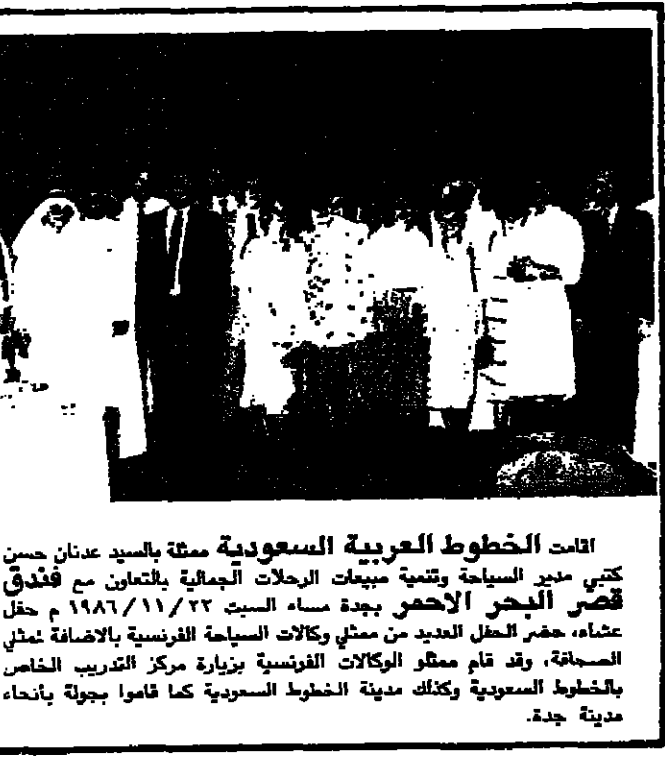 اقامت الخطوط العربية السعودية ممثلة بالسيد عدنان حسن
كتبي مدير السياحة وتنمية مبيعات الرحلات الجمالية بالتعاون مع فندق
قصر البحر الاحمر بجدة مساء السبت ١٩٨٦/١١/٢٢ م حفل
عشاء، حضر الحفل العديد من ممثلي وكالات السياحة الفرنسية بالاضافة لممثلي
الصحافة، وقد قام ممثلو الوكالات الفرنسية بزيارة مركز التدريب الخاص
بالخطوط السعودية وكذلك مدينة الخطوط السعودية كما قاموا بجولة بأنحاء
مدينة جدة.